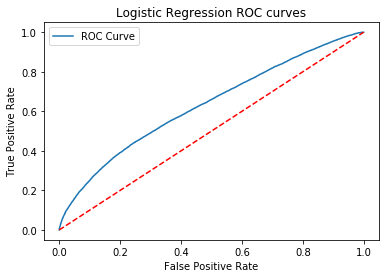 Logistic Regression ROC curves
ROC Curve
True Positive Rate
1.0
0.8
0.6
0.4
0.2
0.0
0.0 0.2 0.4 0.6 0.8 1.0
False Positive Rate